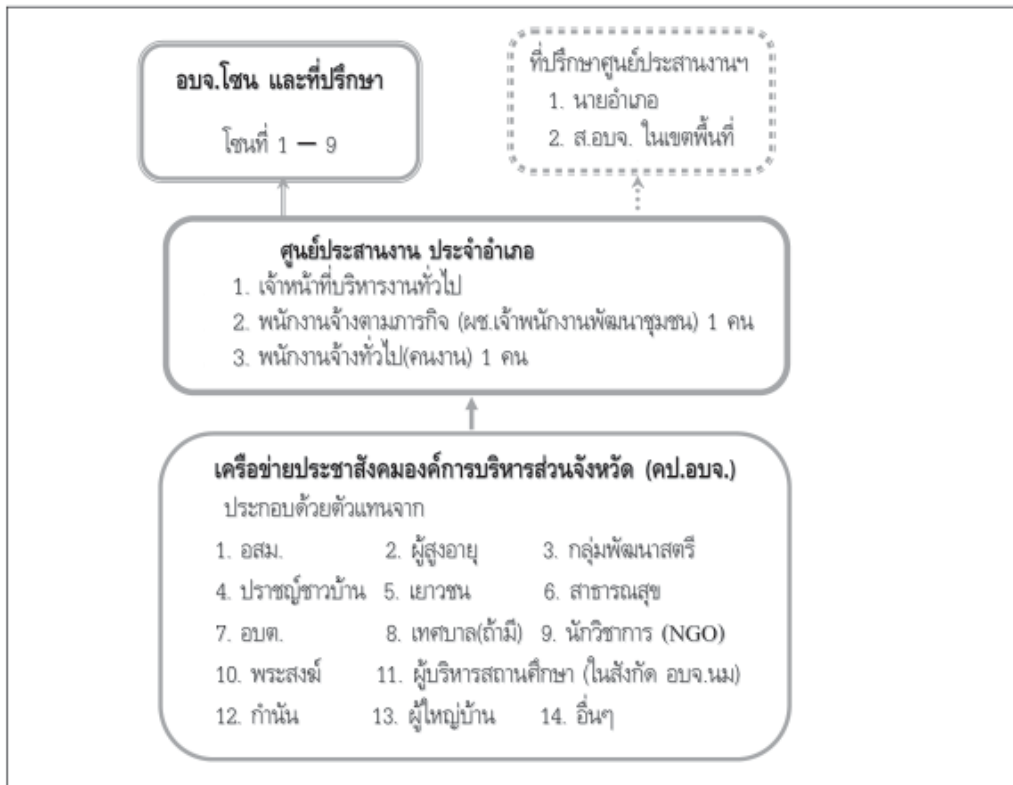 อบจ.โซน และที่ปรึกษา
โซนที่ 1 — 9
ที่ปรึกษาศูนย์ประสานงานฯ
1. นายอำเภอ
2. ส.อบจ. ในเขตพื้นที่
ศูนย์ประสานงาน ประจำอำเภอ
1. เจ้าหน้าที่บริหารงานทั่วไป
2. พนักงานจ้างตามภารกิจ (ผช.เจ้าพนักงานพัฒนาชุมชน) 1 คน
3. พนักงานจ้างทั่วไป(คนงาน) 1 คน
เครือข่ายประชาสังคมองค์การบริหารส่วนจังหวัด (คป.อบจ.)
ประกอบด้วยตัวแทนจาก
1. อสม. 2. ผู้สูงอายุ 3. กลุ่มพัฒนาสตรี
4. ปราชญ์ชาวบ้าน 5. เยาวชน 6. สาธารณสุข
7. อบต. 8. เทศบาล(ถ้ามี) 9. นักวิชาการ (NGO)
10. พระสงฆ์ 11. ผู้บริหารสถานศึกษา (ในสังกัด อบจ.นม)
12. กำนัน 13. ผู้ใหญ่บ้าน 14. อื่นๆ